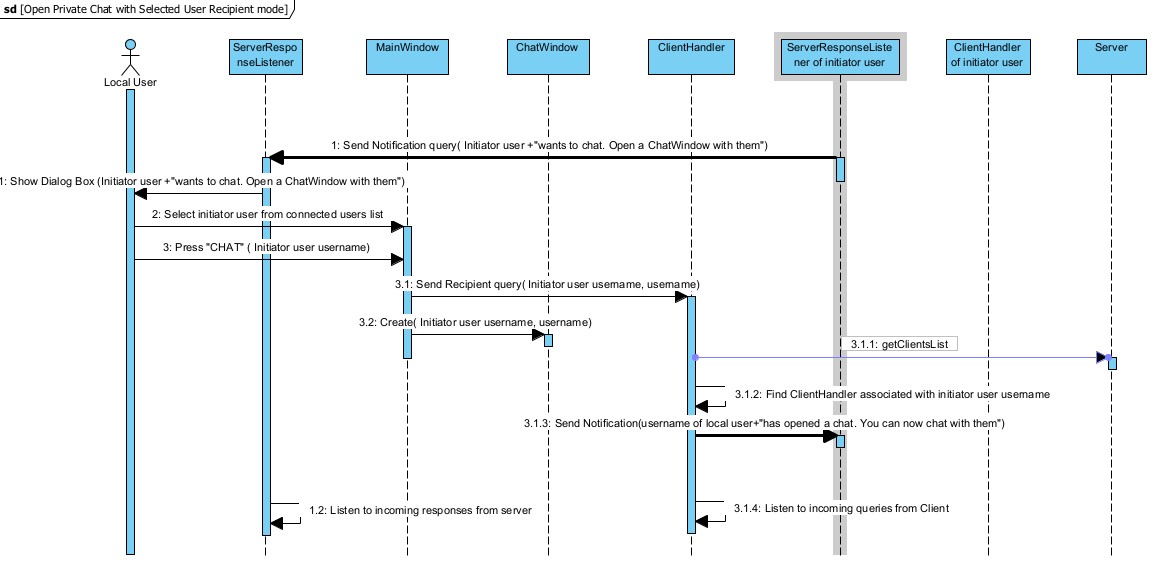 sd [Open Private Chat with Selected User Recipient mode]
ServerRespo
nseListener
MainWindow
ChatWindow
ClientHandler
ServerResponseListe
ner of initiator user
ClientHandler
of initiator user
Server
Local User
1: Send Notification query( Initiator user +"wants to chat. Open a ChatWindow with them")
1: Show Dialog Box (Initiator user +"wants to chat. Open a ChatWindow with them")
2: Select initiator user from connected users list
3: Press "CHAT" ( Initiator user username)
3.1: Send Recipient query( Initiator user username, username)
3.2: Create( Initiator user username, username)
3.1.1: getClientsList
3.1.2: Find ClientHandler associated with initiator user username
3.1.3: Send Notification(username of local user+"has opened a chat. You can now chat with them")
1.2: Listen to incoming responses from server
3.1.4: Listen to incoming queries from Client